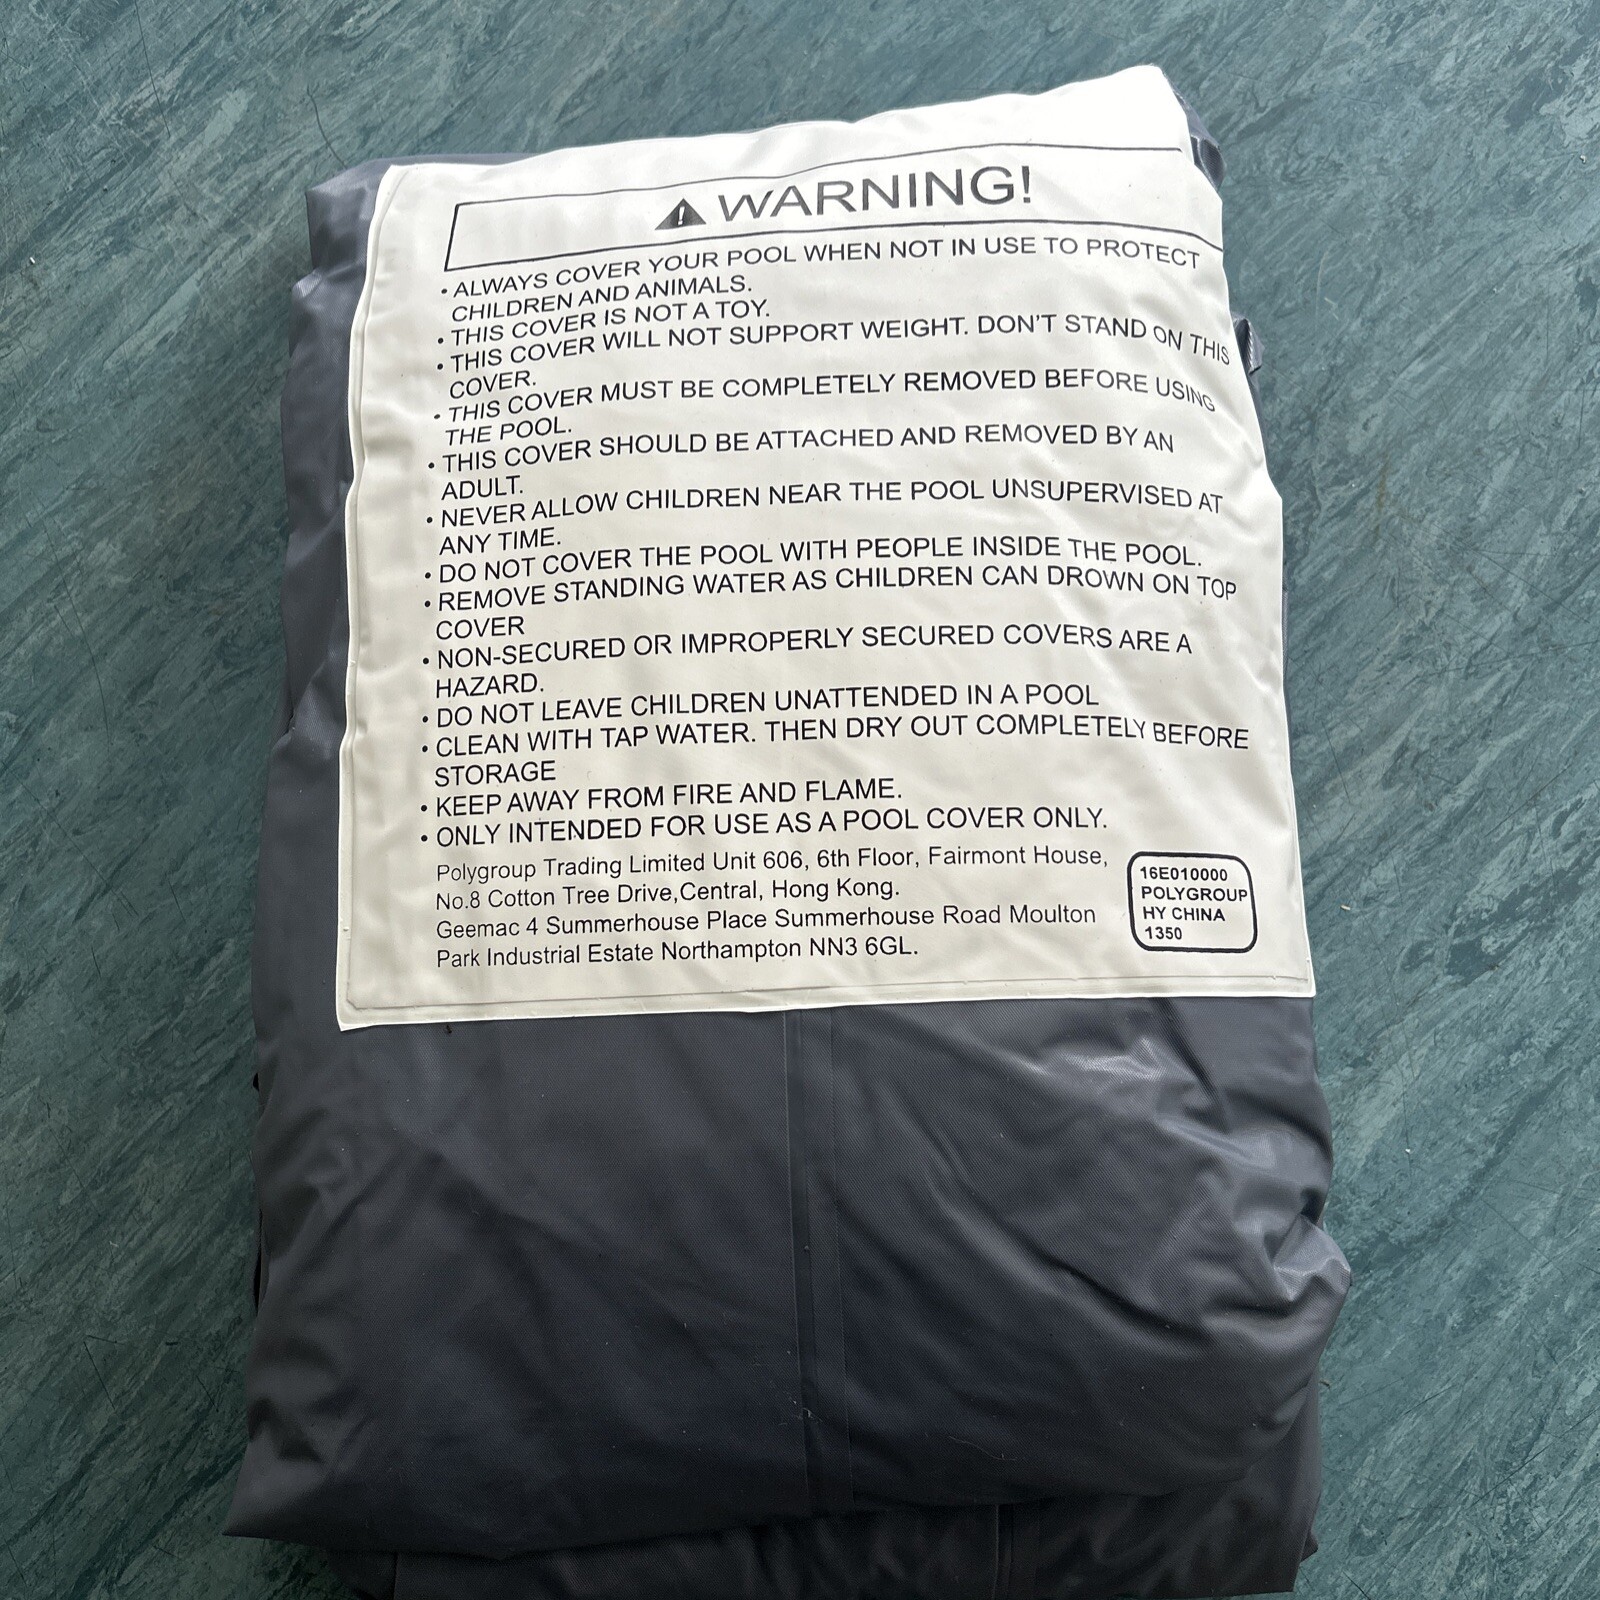 WARNING!
• ALWAYS COVER YOUR POOL WHEN NOT IN USE TO PROTECT
CHILDREN AND ANIMALS.
• THIS COVER IS NOT A TOY.
• THIS COVER WILL NOT SUPPORT WEIGHT. DON'T STAND ON THIS
COVER.
• THIS COVER MUST BE COMPLETELY REMOVED BEFORE USING
THE POOL.
• THIS COVER SHOULD BE ATTACHED AND REMOVED BY AN
ADULT.
• NEVER ALLOW CHILDREN NEAR THE POOL UNSUPERVISED AT
ANY TIME.
• DO NOT COVER THE POOL WITH PEOPLE INSIDE THE POOL.
• REMOVE STANDING WATER AS CHILDREN CAN DROWN ON TOP
COVER
• NON-SECURED OR IMPROPERLY SECURED COVERS ARE A
HAZARD.
• DO NOT LEAVE CHILDREN UNATTENDED IN A POOL
• CLEAN WITH TAP WATER. THEN DRY OUT COMPLETELY BEFORE
STORAGE
• KEEP AWAY FROM FIRE AND FLAME.
• ONLY INTENDED FOR USE AS A POOL COVER ONLY.
Polygroup Trading Limited Unit 606, 6th Floor, Fairmont House,
No.8 Cotton Tree Drive,Central, Hong Kong.
Geemac 4 Summerhouse Place Summerhouse Road Moulton
Park Industrial Estate Northampton NN3 6GL.
16E010000
POLYGROUP
HY CHINA
1350